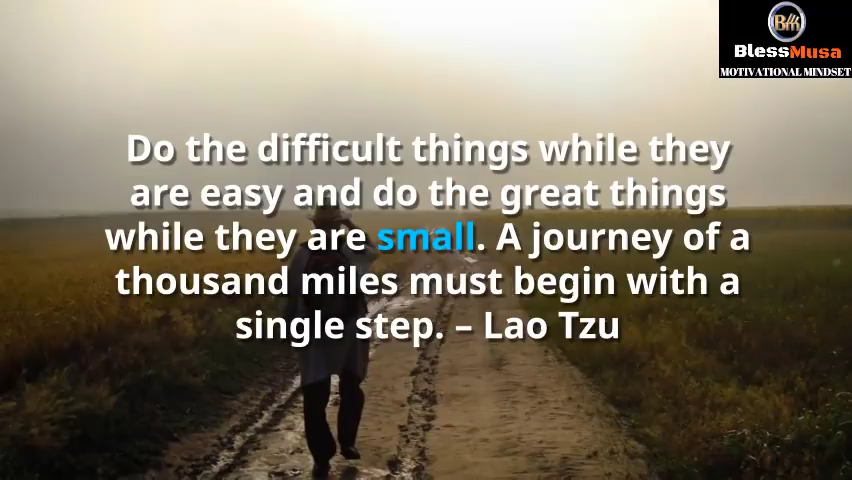 Bm
BlessMusa
MOTIVATIONAL MINDSET
Do the difficult things while they
are easy and do the great things
while they are small. A journey of a
thousand miles must begin with a
single step. – Lao Tzu